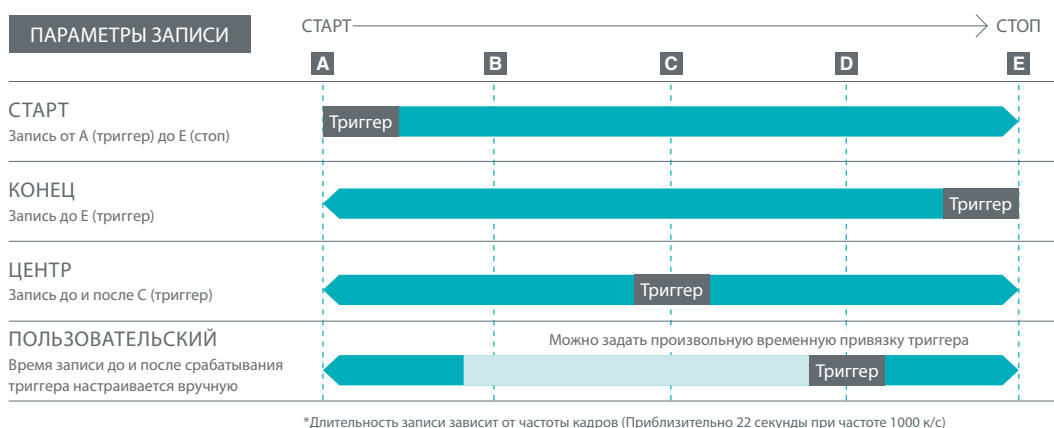 ПАРАМЕТРЫ ЗАПИСИ
СТАРТ
СТОП
A
B
C
D
E
СТАРТ
Запись от A (триггер) до E (стоп)
Триггер
КОНЕЦ
Запись до E (триггер)
Триггер
ЦЕНТР
Запись до и после C (триггер)
Триггер
ПОЛЬЗОВАТЕЛЬСКИЙ
Время записи до и после срабатывания
триггера настраивается вручную
Можно задать произвольную временную привязку триггера
Триггер
*Длительность записи зависит от частоты кадров (Приблизительно 22 секунды при частоте 1000 к/с)